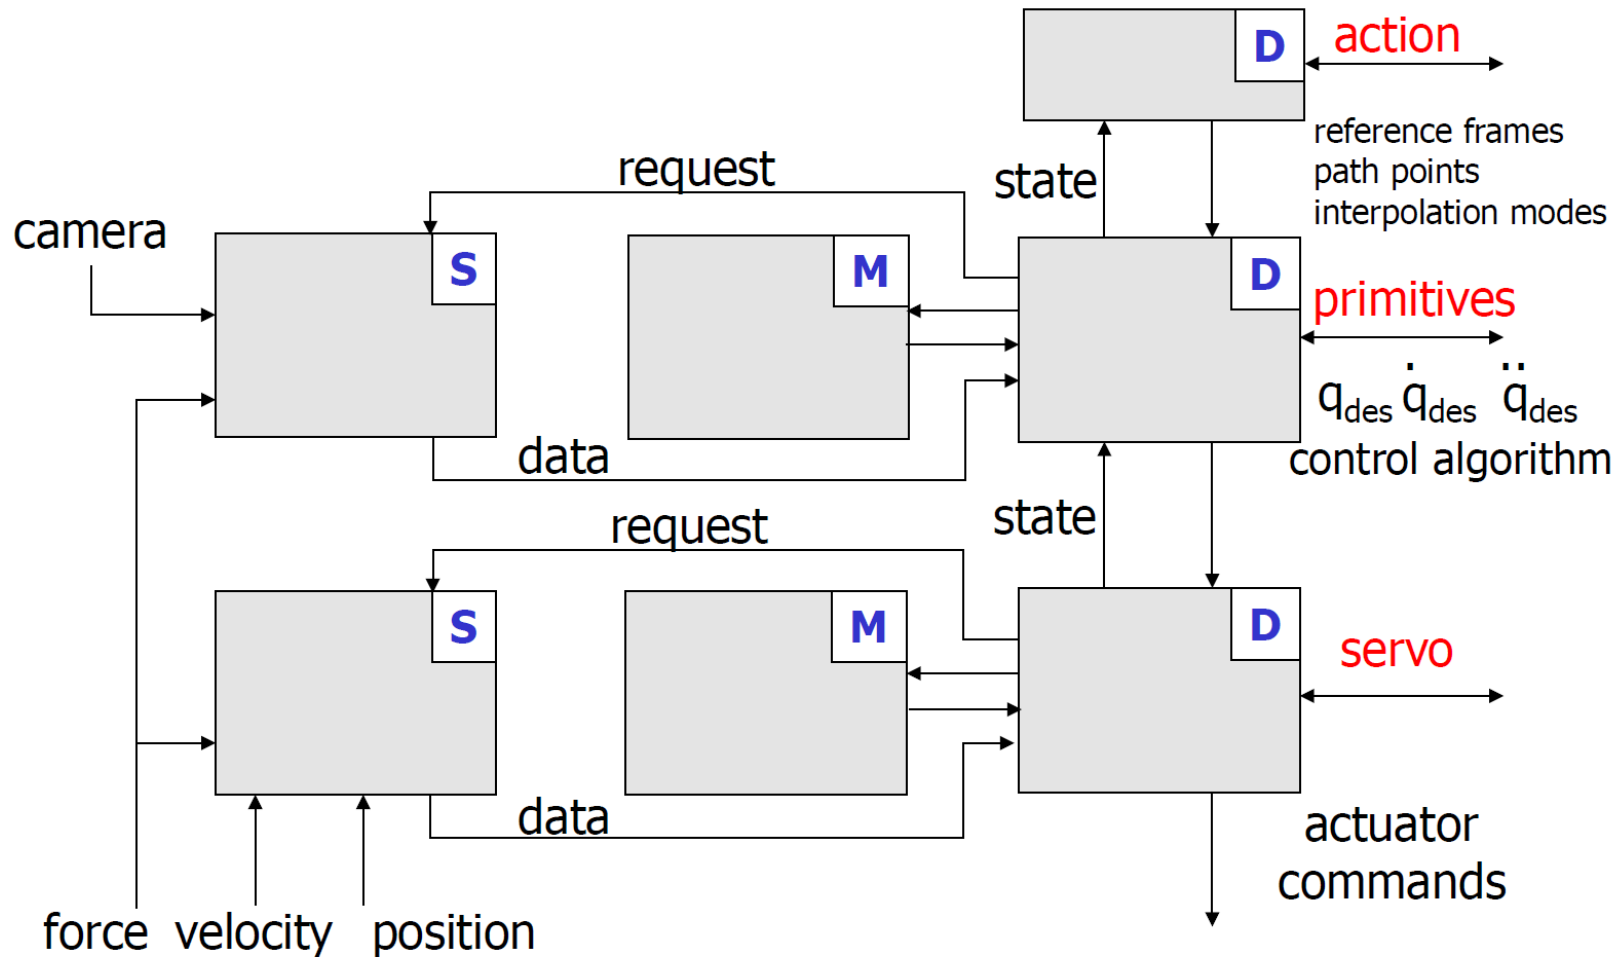 D
action
reference frames
path points
interpolation modes
request
state
camera
S
M
D
primitives
q̇des q̈des
data
control algorithm
request
state
S
M
D
servo
data
actuator
commands
force velocity position